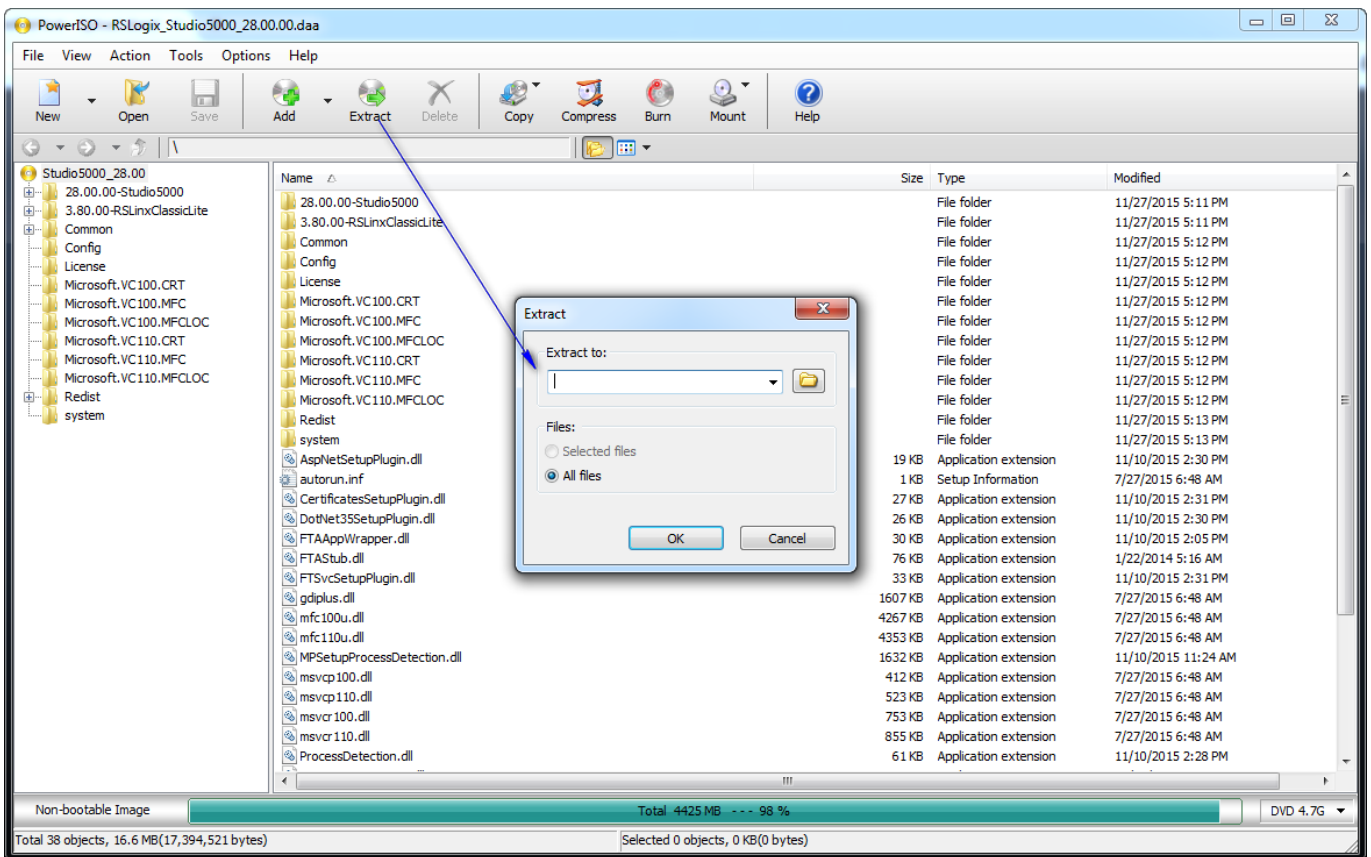 PowerISO - RSLogix_Studio5000_28.00.00.daa
File View Action Tools Options Help
New Open Save Add Extract Delete Copy Compress Burn Mount Help
\
Studio5000_28.00
28.00.00-Studio5000
3.80.00-RSLinxClassicLite
Common
Config
License
Microsoft.VC100.CRT
Microsoft.VC100.MFC
Microsoft.VC100.MFCLOC
Microsoft.VC110.CRT
Microsoft.VC110.MFC
Microsoft.VC110.MFCLOC
Redist
system
Name Size Type Modified
28.00.00-Studio5000 File folder 11/27/2015 5:11 PM
3.80.00-RSLinxClassicLite File folder 11/27/2015 5:11 PM
Common File folder 11/27/2015 5:12 PM
Config File folder 11/27/2015 5:12 PM
License File folder 11/27/2015 5:12 PM
Microsoft.VC100.CRT File folder 11/27/2015 5:12 PM
Microsoft.VC100.MFC File folder 11/27/2015 5:12 PM
Microsoft.VC100.MFCLOC File folder 11/27/2015 5:12 PM
Microsoft.VC110.CRT File folder 11/27/2015 5:12 PM
Microsoft.VC110.MFC File folder 11/27/2015 5:12 PM
Microsoft.VC110.MFCLOC File folder 11/27/2015 5:12 PM
Redist File folder 11/27/2015 5:13 PM
system File folder 11/27/2015 5:13 PM
AspNetSetupPlugin.dll 19 KB Application extension 11/10/2015 2:30 PM
autorun.inf 1 KB Setup Information 7/27/2015 6:48 AM
CertificatesSetupPlugin.dll 27 KB Application extension 11/10/2015 2:31 PM
DotNet35SetupPlugin.dll 26 KB Application extension 11/10/2015 2:30 PM
FTAAppWrapper.dll 30 KB Application extension 11/10/2015 2:05 PM
FTAStub.dll 76 KB Application extension 1/22/2014 5:16 AM
FTSvcSetupPlugin.dll 33 KB Application extension 11/10/2015 2:31 PM
gdiplus.dll 1607 KB Application extension 7/27/2015 6:48 AM
mfc100u.dll 4267 KB Application extension 7/27/2015 6:48 AM
mfc110u.dll 4353 KB Application extension 7/27/2015 6:48 AM
MPSetupProcessDetection.dll 1632 KB Application extension 11/10/2015 11:24 AM
msvcp100.dll 412 KB Application extension 7/27/2015 6:48 AM
msvcp110.dll 523 KB Application extension 7/27/2015 6:48 AM
msvcr100.dll 753 KB Application extension 7/27/2015 6:48 AM
msvcr110.dll 855 KB Application extension 7/27/2015 6:48 AM
ProcessDetection.dll 61 KB Application extension 11/10/2015 2:28 PM
Extract
Extract to:
Files:
Selected files
All files
OK Cancel
Non-bootable Image Total 4425 MB --- 98 % DVD 4.7G
Total 38 objects, 16.6 MB(17,394,521 bytes) Selected 0 objects, 0 KB(0 bytes)